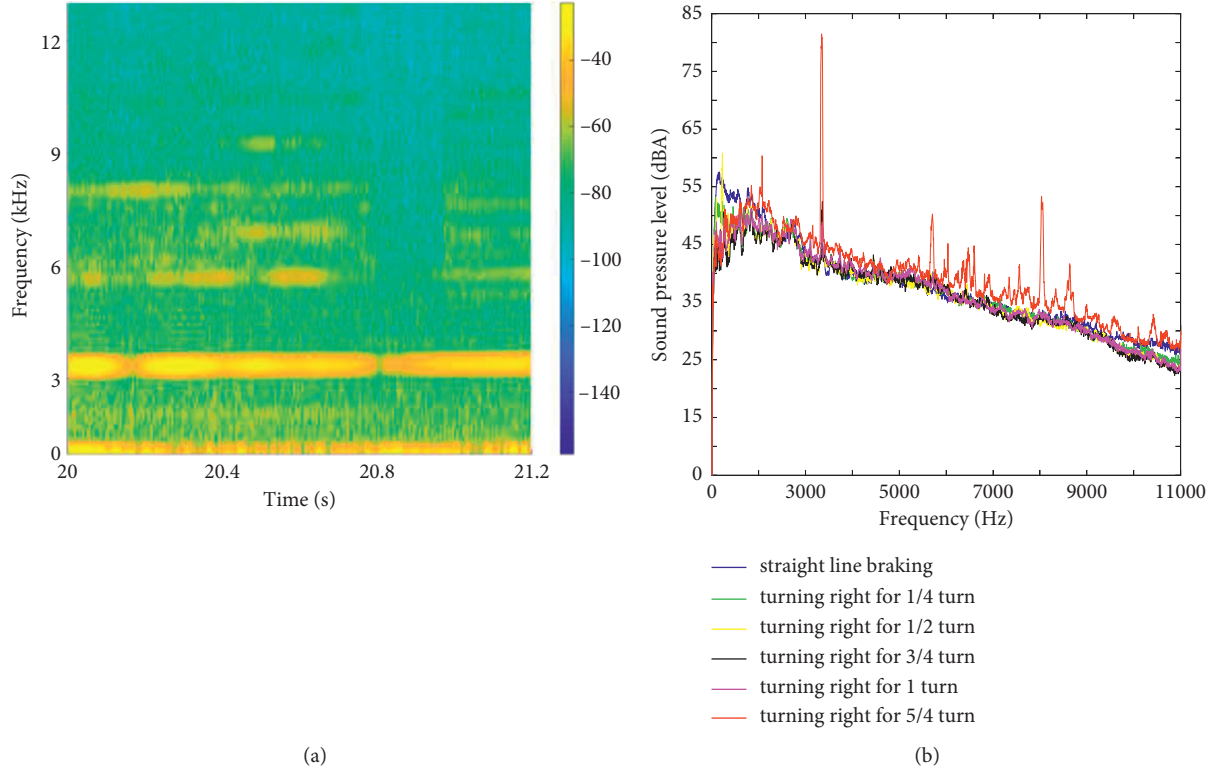 12
9
6
3
0
Frequency (kHz)
20
20.4
20.8
21.2
Time (s)
−40
−60
−80
−100
−120
−140
(a)
85
75
65
55
45
35
25
15
0
Sound pressure level (dBA)
0
3000
5000
7000
9000
11000
Frequency (Hz)
straight line braking
turning right for 1/4 turn
turning right for 1/2 turn
turning right for 3/4 turn
turning right for 1 turn
turning right for 5/4 turn
(b)